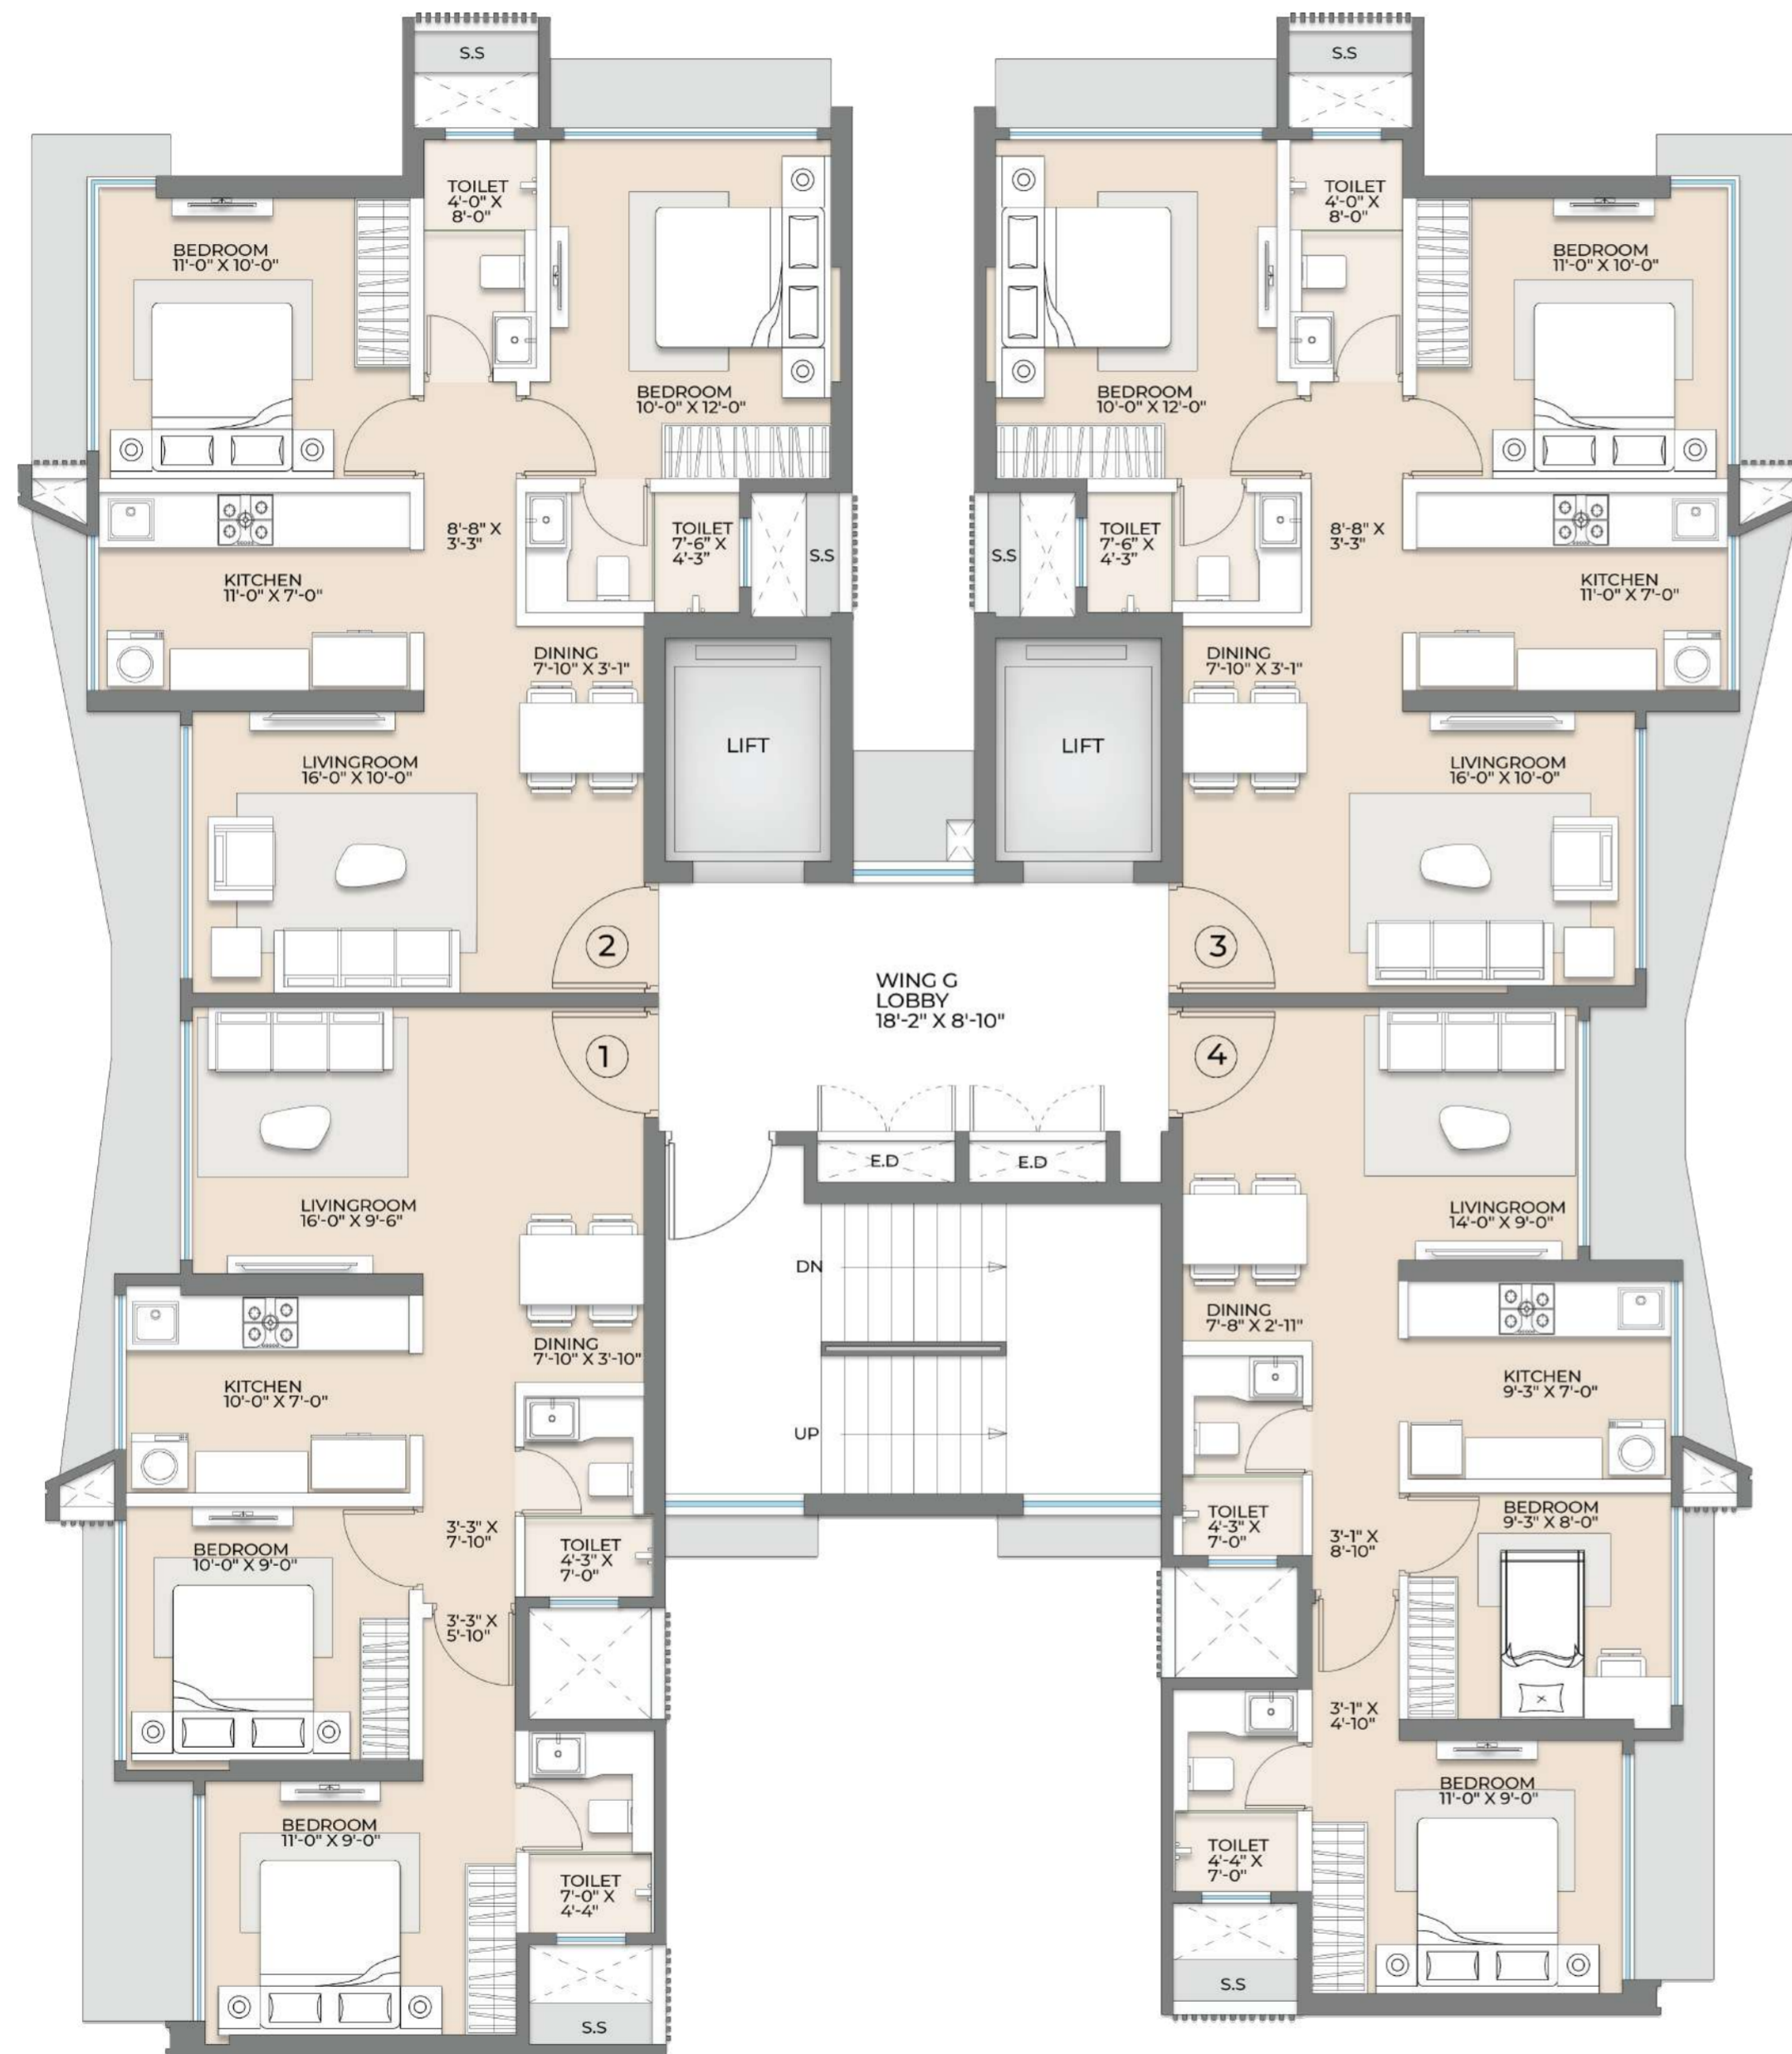 S.S
S.S
TOILET
4'-0" X
8'-0"
TOILET
4'-0" X
8'-0"
BEDROOM
11'-0" X 10'-0"
BEDROOM
11'-0" X 10'-0"
BEDROOM
10'-0" X 12'-0"
BEDROOM
10'-0" X 12'-0"
8'-8" X
3'-3"
TOILET
7'-6" X
4'-3"
S.S
S.S
TOILET
7'-6" X
4'-3"
8'-8" X
3'-3"
KITCHEN
11'-0" X 7'-0"
KITCHEN
11'-0" X 7'-0"
DINING
7'-10" X 3'-1"
DINING
7'-10" X 3'-1"
LIFT
LIFT
LIVINGROOM
16'-0" X 10'-0"
LIVINGROOM
16'-0" X 10'-0"
2
3
WING G
LOBBY
18'-2" X 8'-10"
1
4
E.D
E.D
LIVINGROOM
16'-0" X 9'-6"
LIVINGROOM
14'-0" X 9'-0"
DN
DINING
7'-10" X 3'-10"
DINING
7'-8" X 2'-11"
KITCHEN
10'-0" X 7'-0"
KITCHEN
9'-3" X 7'-0"
UP
3'-3" X
7'-10"
TOILET
4'-3" X
7'-0"
TOILET
4'-3" X
7'-0"
3'-1" X
8'-10"
BEDROOM
9'-3" X 8'-0"
BEDROOM
10'-0" X 9'-0"
3'-3" X
5'-10"
3'-1" X
4'-10"
BEDROOM
11'-0" X 9'-0"
BEDROOM
11'-0" X 9'-0"
TOILET
7'-0" X
4'-4"
TOILET
4'-4" X
7'-0"
S.S
S.S